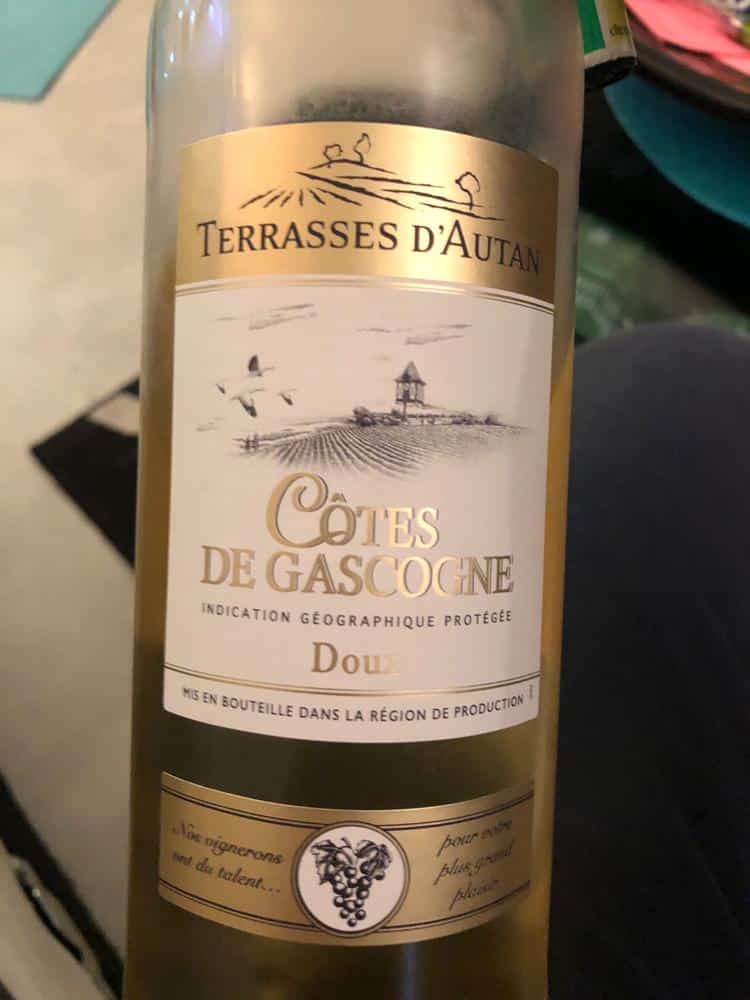 TERRASSES D'AUTAN
CÔTES
DE GASCOGNE
INDICATION GÉOGRAPHIQUE PROTÉGÉE
Doux
MIS EN BOUTEILLE DANS LA RÉGION DE PRODUCTION
Nos vignerons
ont du talent...
pour votre
plus grand
plaisir